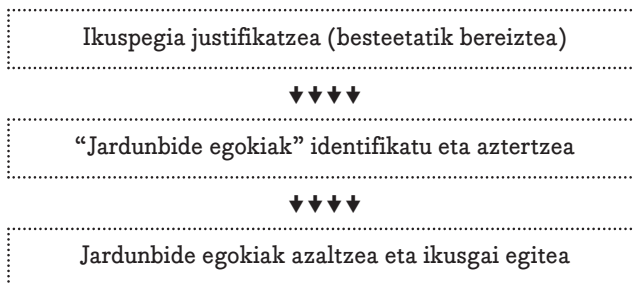 Ikuspegia justifikatzea (besteetatik bereiztea)
“Jardunbide egokiak” identifikatu eta aztertzea
Jardunbide egokiak azaltzea eta ikusgai egitea